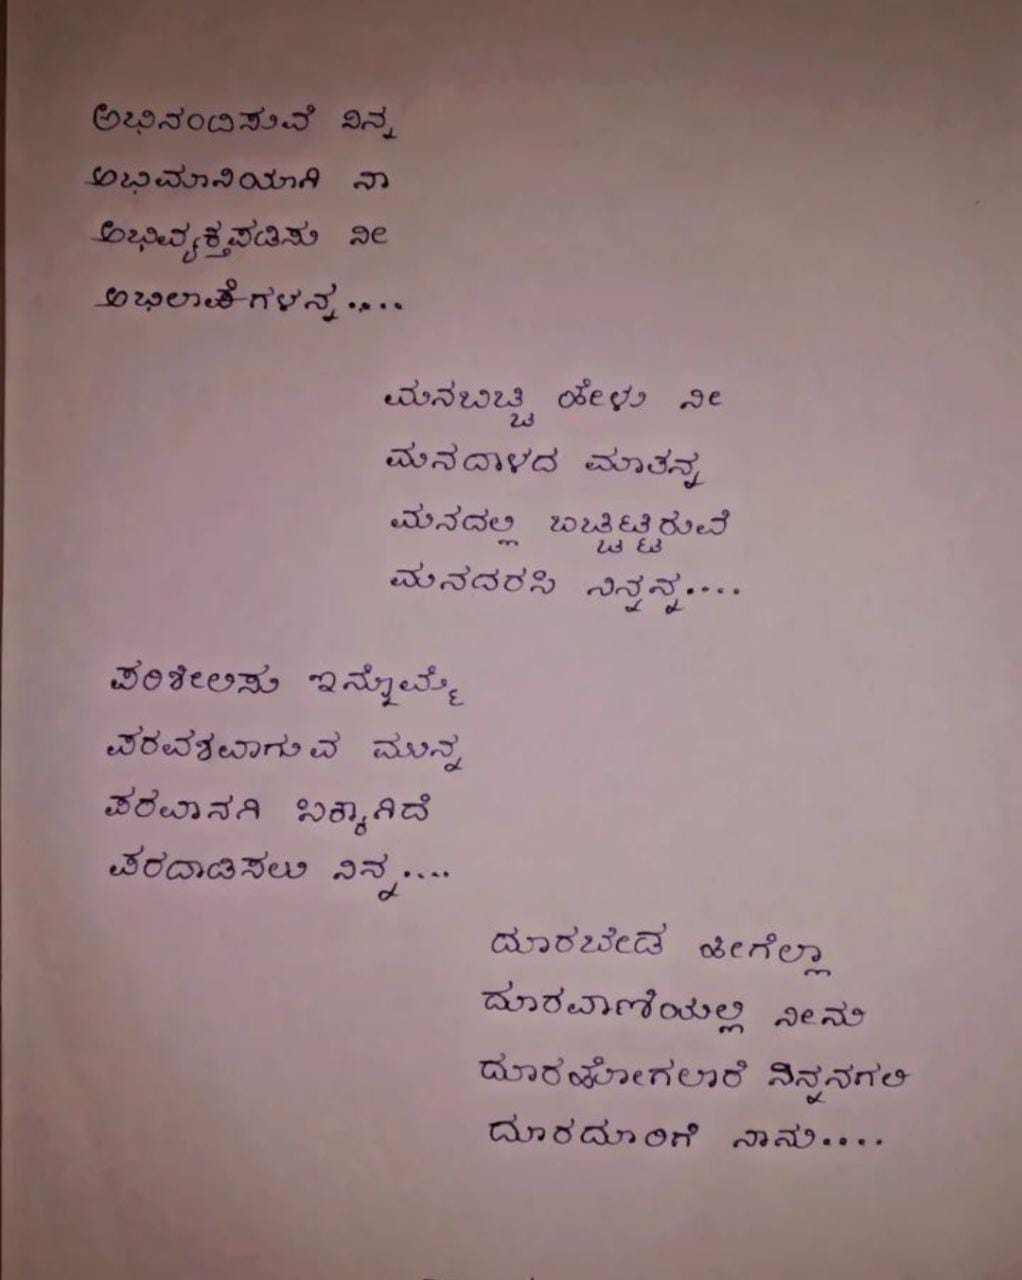 ಅಭಿನಂದಿಸುವೆ ನಿನ್ನ
ಅಭಿಮಾನಿಯಾಗಿ ನಾ
ಅಭಿವ್ಯಕ್ತಪಡಿಸು ನೀ
ಅಭಿಲಾಷೆಗಳನ್ನ....
ಮನಬಿಚ್ಚಿ ಹೇಳು ನೀ
ಮನದಾಳದ ಮಾತನ್ನ
ಮನದಲ್ಲಿ ಬಚ್ಚಿಟ್ಟಿರುವೆ
ಮನದರಸಿ ನಿನ್ನನ್ನ....
ಪರಿಶೀಲಿಸು ಇನ್ನೊಮ್ಮೆ
ಪರವಶವಾಗುವ ಮುನ್ನ
ಪರವಾನಗಿ ಬೇಕಾಗಿದೆ
ಪರದಾಡಿಸಲು ನಿನ್ನ....
ದೂರಬೇಡ ಹೀಗೆಲ್ಲಾ
ದೂರವಾಣಿಯಲ್ಲಿ ನೀನು
ದೂರಹೋಗಲಾರೆ ನಿನ್ನನಗಲಿ
ದೂರದೂರಿಗೆ ನಾನು....